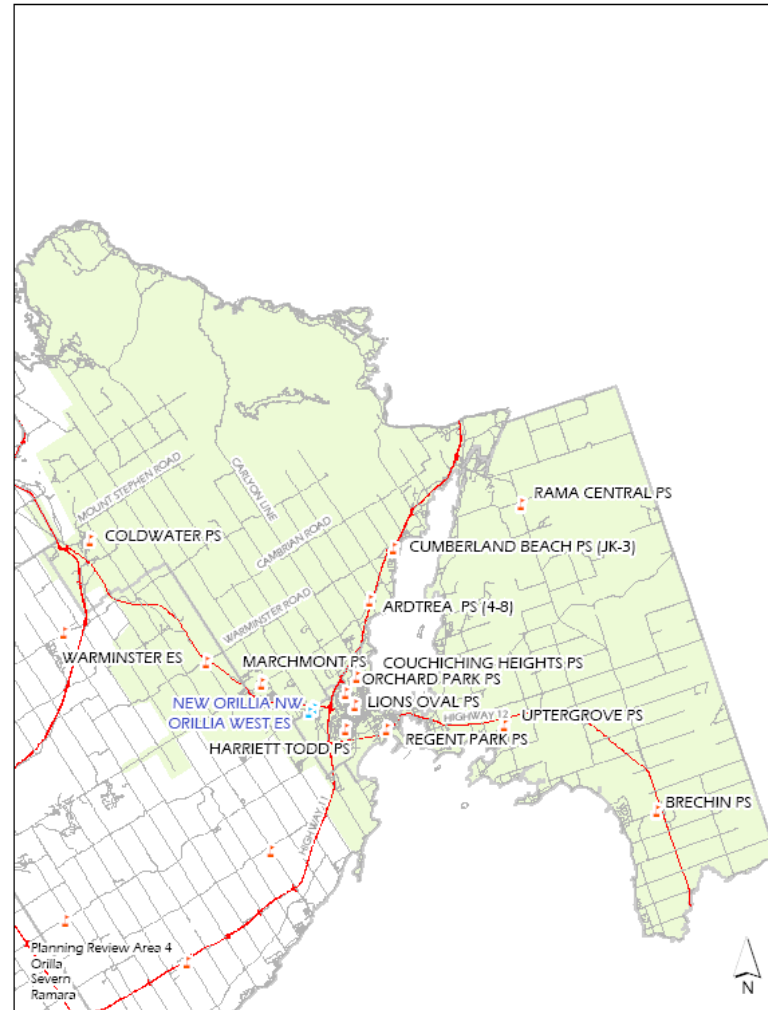 RAMA CENTRAL PS
MOUNT STEPHEN ROAD
CARLYON LINE
COLDWATER PS
CAMBRIAN ROAD
CUMBERLAND BEACH PS (JK-3)
ARDTREA PS (4-8)
WARMINSTER ROAD
WARMINSTER ES
MARCHMONT PS
COUCHICHING HEIGHTS PS
ORCHARD PARK PS
NEW ORILLIA NW
LIONS OVAL PS
ORILLIA WEST ES
HIGHWAY 12
UPTERGROVE PS
HARRIETT TODD PS
REGENT PARK PS
BRECHIN PS
HIGHWAY 11
Planning Review Area 4
Orilla
Severn
Ramara
N